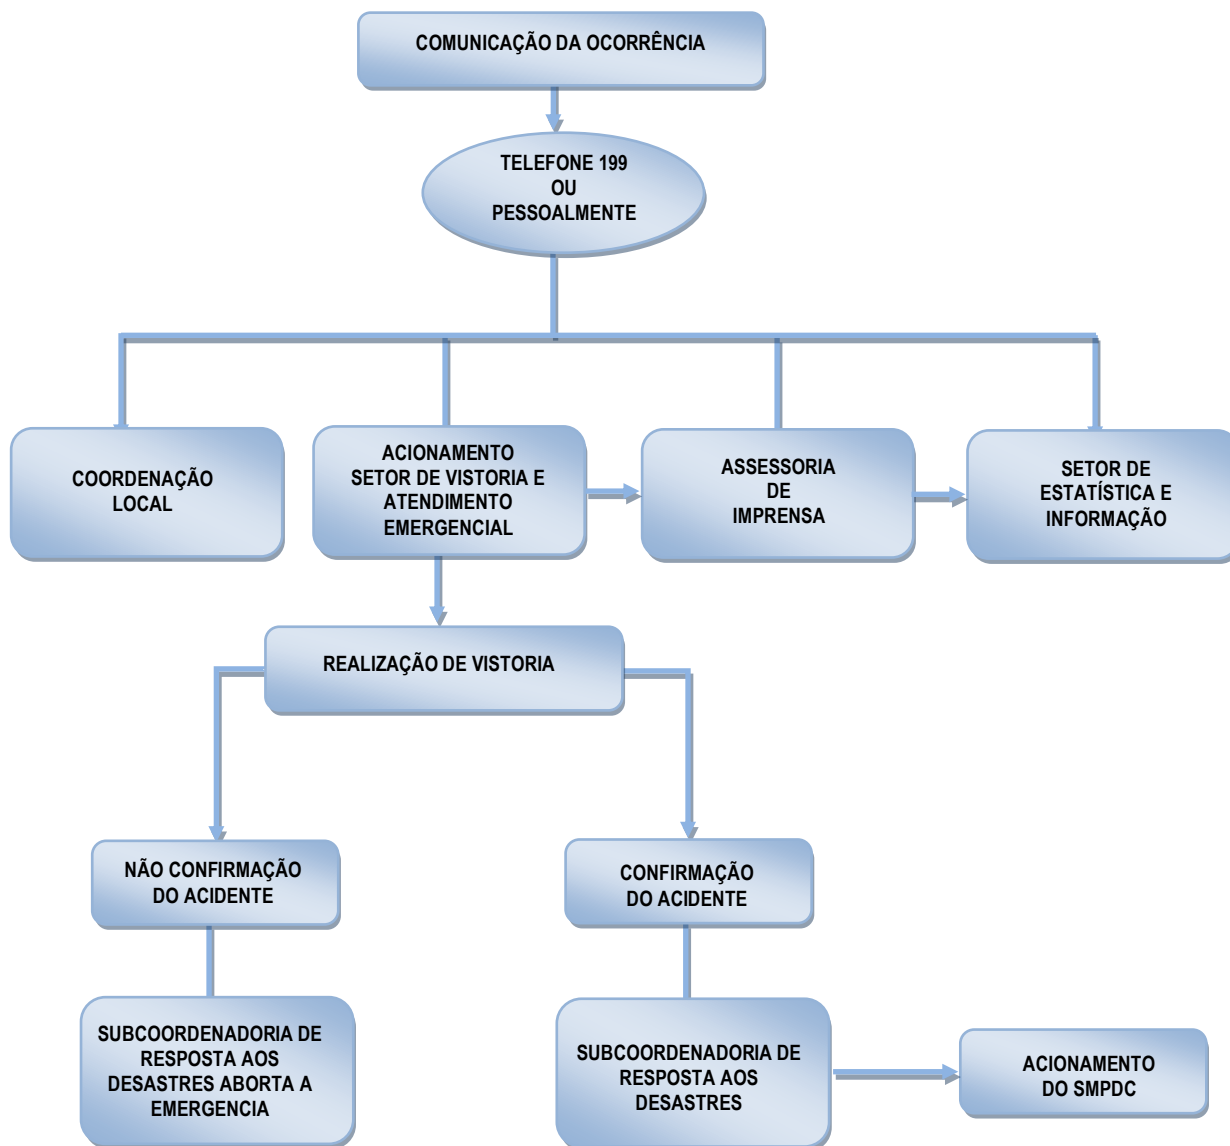 COMUNICAÇÃO DA OCORRÊNCIA
TELEFONE 199
OU
PESSOALMENTE
COORDENAÇÃO
LOCAL
ACIONAMENTO
SETOR DE VISTORIA E
ATENDIMENTO
EMERGENCIAL
ASSESSORIA
DE
IMPRENSA
SETOR DE
ESTATÍSTICA E
INFORMAÇÃO
REALIZAÇÃO DE VISTORIA
NÃO CONFIRMAÇÃO
DO ACIDENTE
CONFIRMAÇÃO
DO ACIDENTE
SUBCOORDENADORIA DE
RESPOSTA AOS
DESASTRES ABORTA A
EMERGENCIA
SUBCOORDENADORIA DE
RESPOSTA AOS
DESASTRES
ACIONAMENTO
DO SMPDC